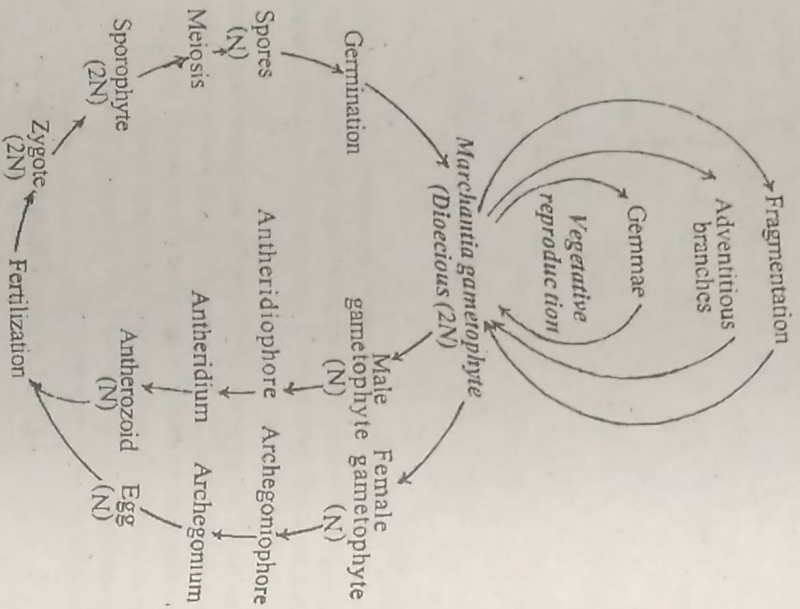 Fragmentation
Adventitious
branches
Gemmae
Vegetative
reproduction
Marchantia gametophyte
(Dioecious (2N)
Germination
Male
gametophyte
(N)
Female
gametophyte
(N)
Spores
(N)
Antheridiophore
Archegoniophore
Meiosis
Antheridium
Archegonium
Sporophyte
(2N)
Antherozoid
(N)
Egg
(N)
Zygote
(2N)
Fertilization